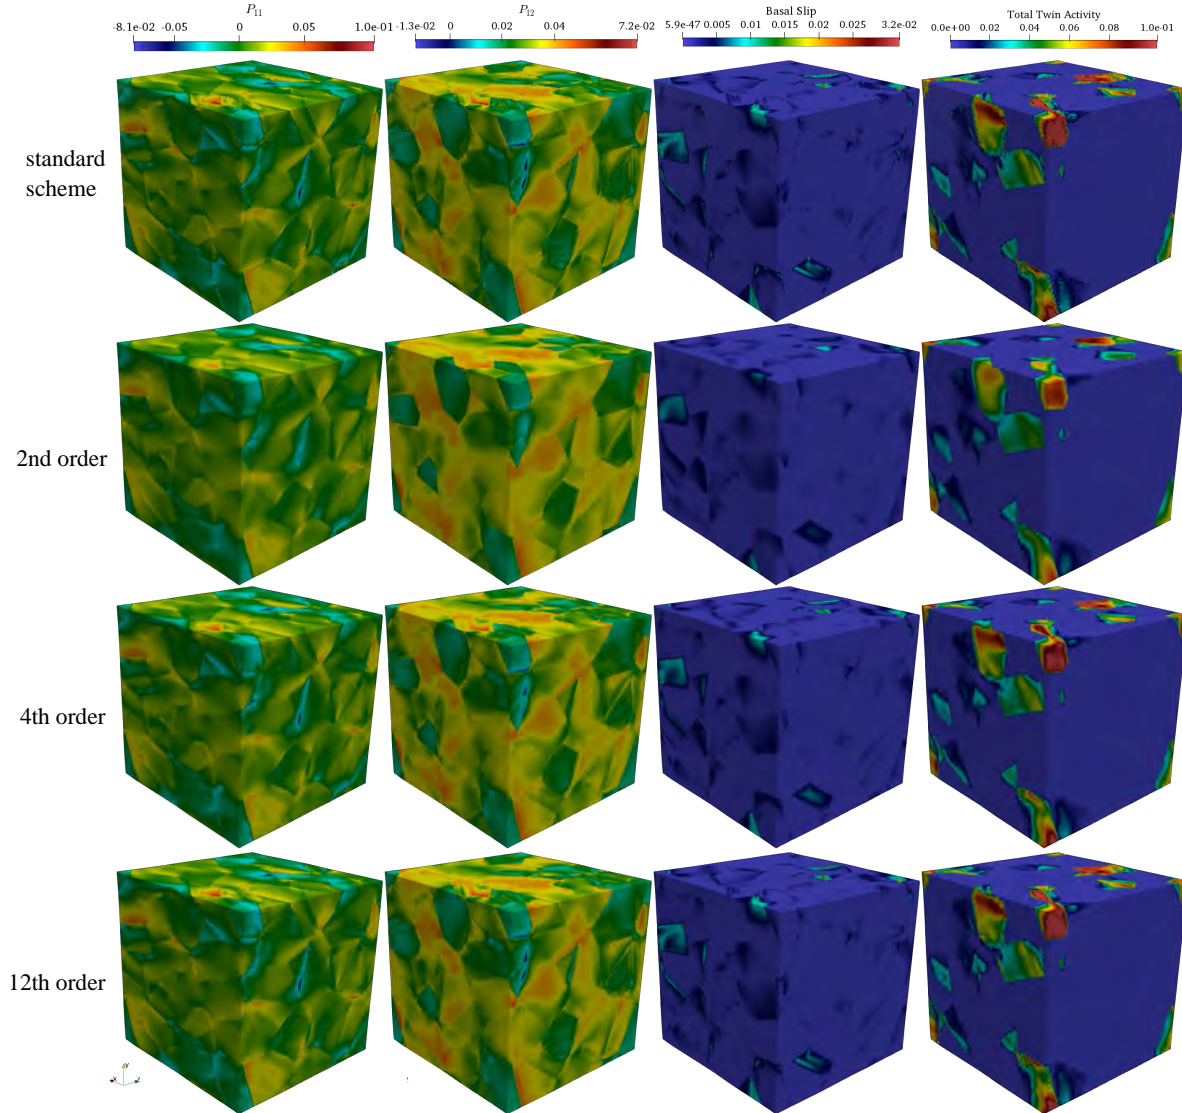 P₁₁
-8.1e-02 -0.05 0 0.05 1.0e-01
P₁₂
-1.3e-02 0 0.02 0.04 7.2e-02
Basal Slip
5.9e-47 0.005 0.01 0.015 0.02 0.025 3.2e-02
Total Twin Activity
0.0e+00 0.02 0.04 0.06 0.08 1.0e-01
standard
scheme
2nd order
4th order
12th order
X Y Z